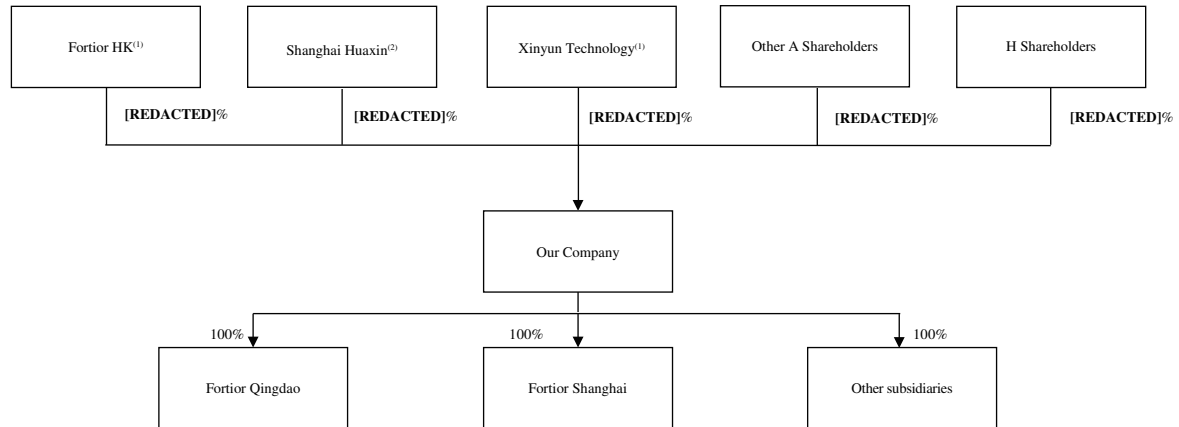 Fortior HK(1)
Shanghai Huaxin(2)
Xinyun Technology(1)
Other A Shareholders
H Shareholders
[REDACTED]%
[REDACTED]%
[REDACTED]%
[REDACTED]%
[REDACTED]%
Our Company
100%
100%
100%
Fortior Qingdao
Fortior Shanghai
Other subsidiaries